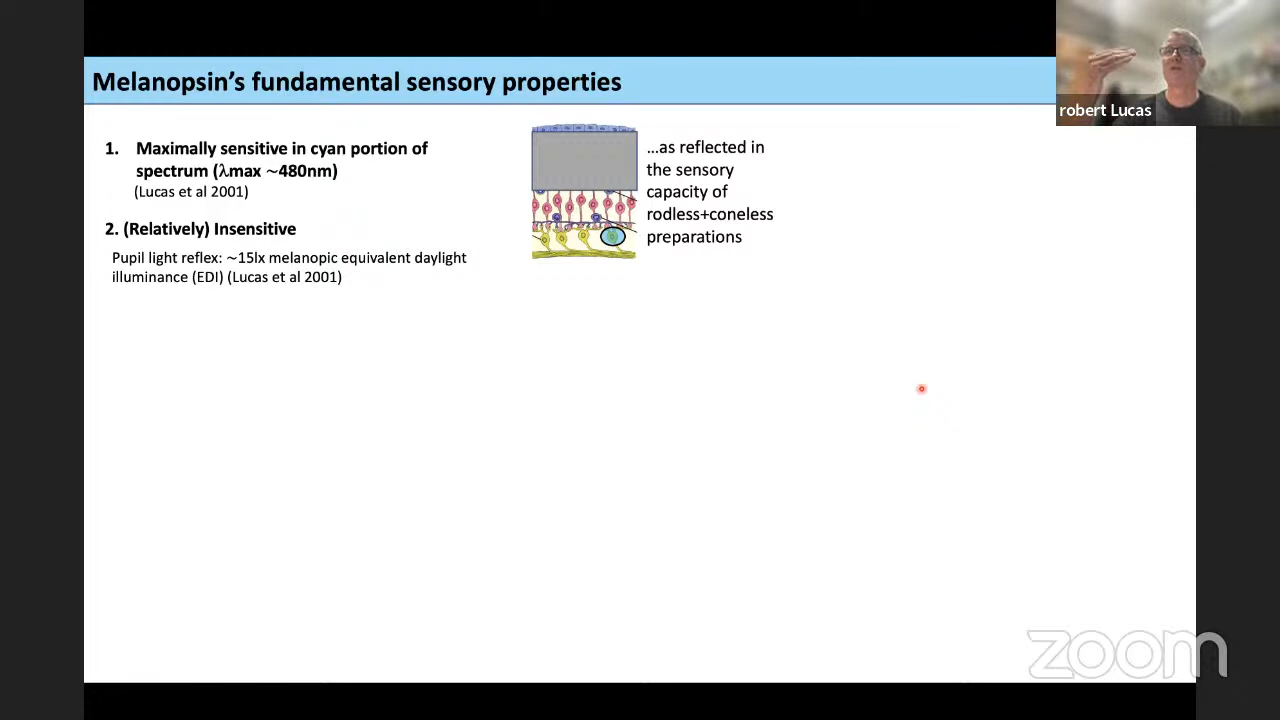 Melanopsin's fundamental sensory properties
robert Lucas
1. Maximally sensitive in cyan portion of
spectrum (λmax ~480nm)
(Lucas et al 2001)
2. (Relatively) Insensitive
Pupil light reflex: ~15lx melanopic equivalent daylight
illuminance (EDI) (Lucas et al 2001)
...as reflected in
the sensory
capacity of
rodless+coneless
preparations
zoom